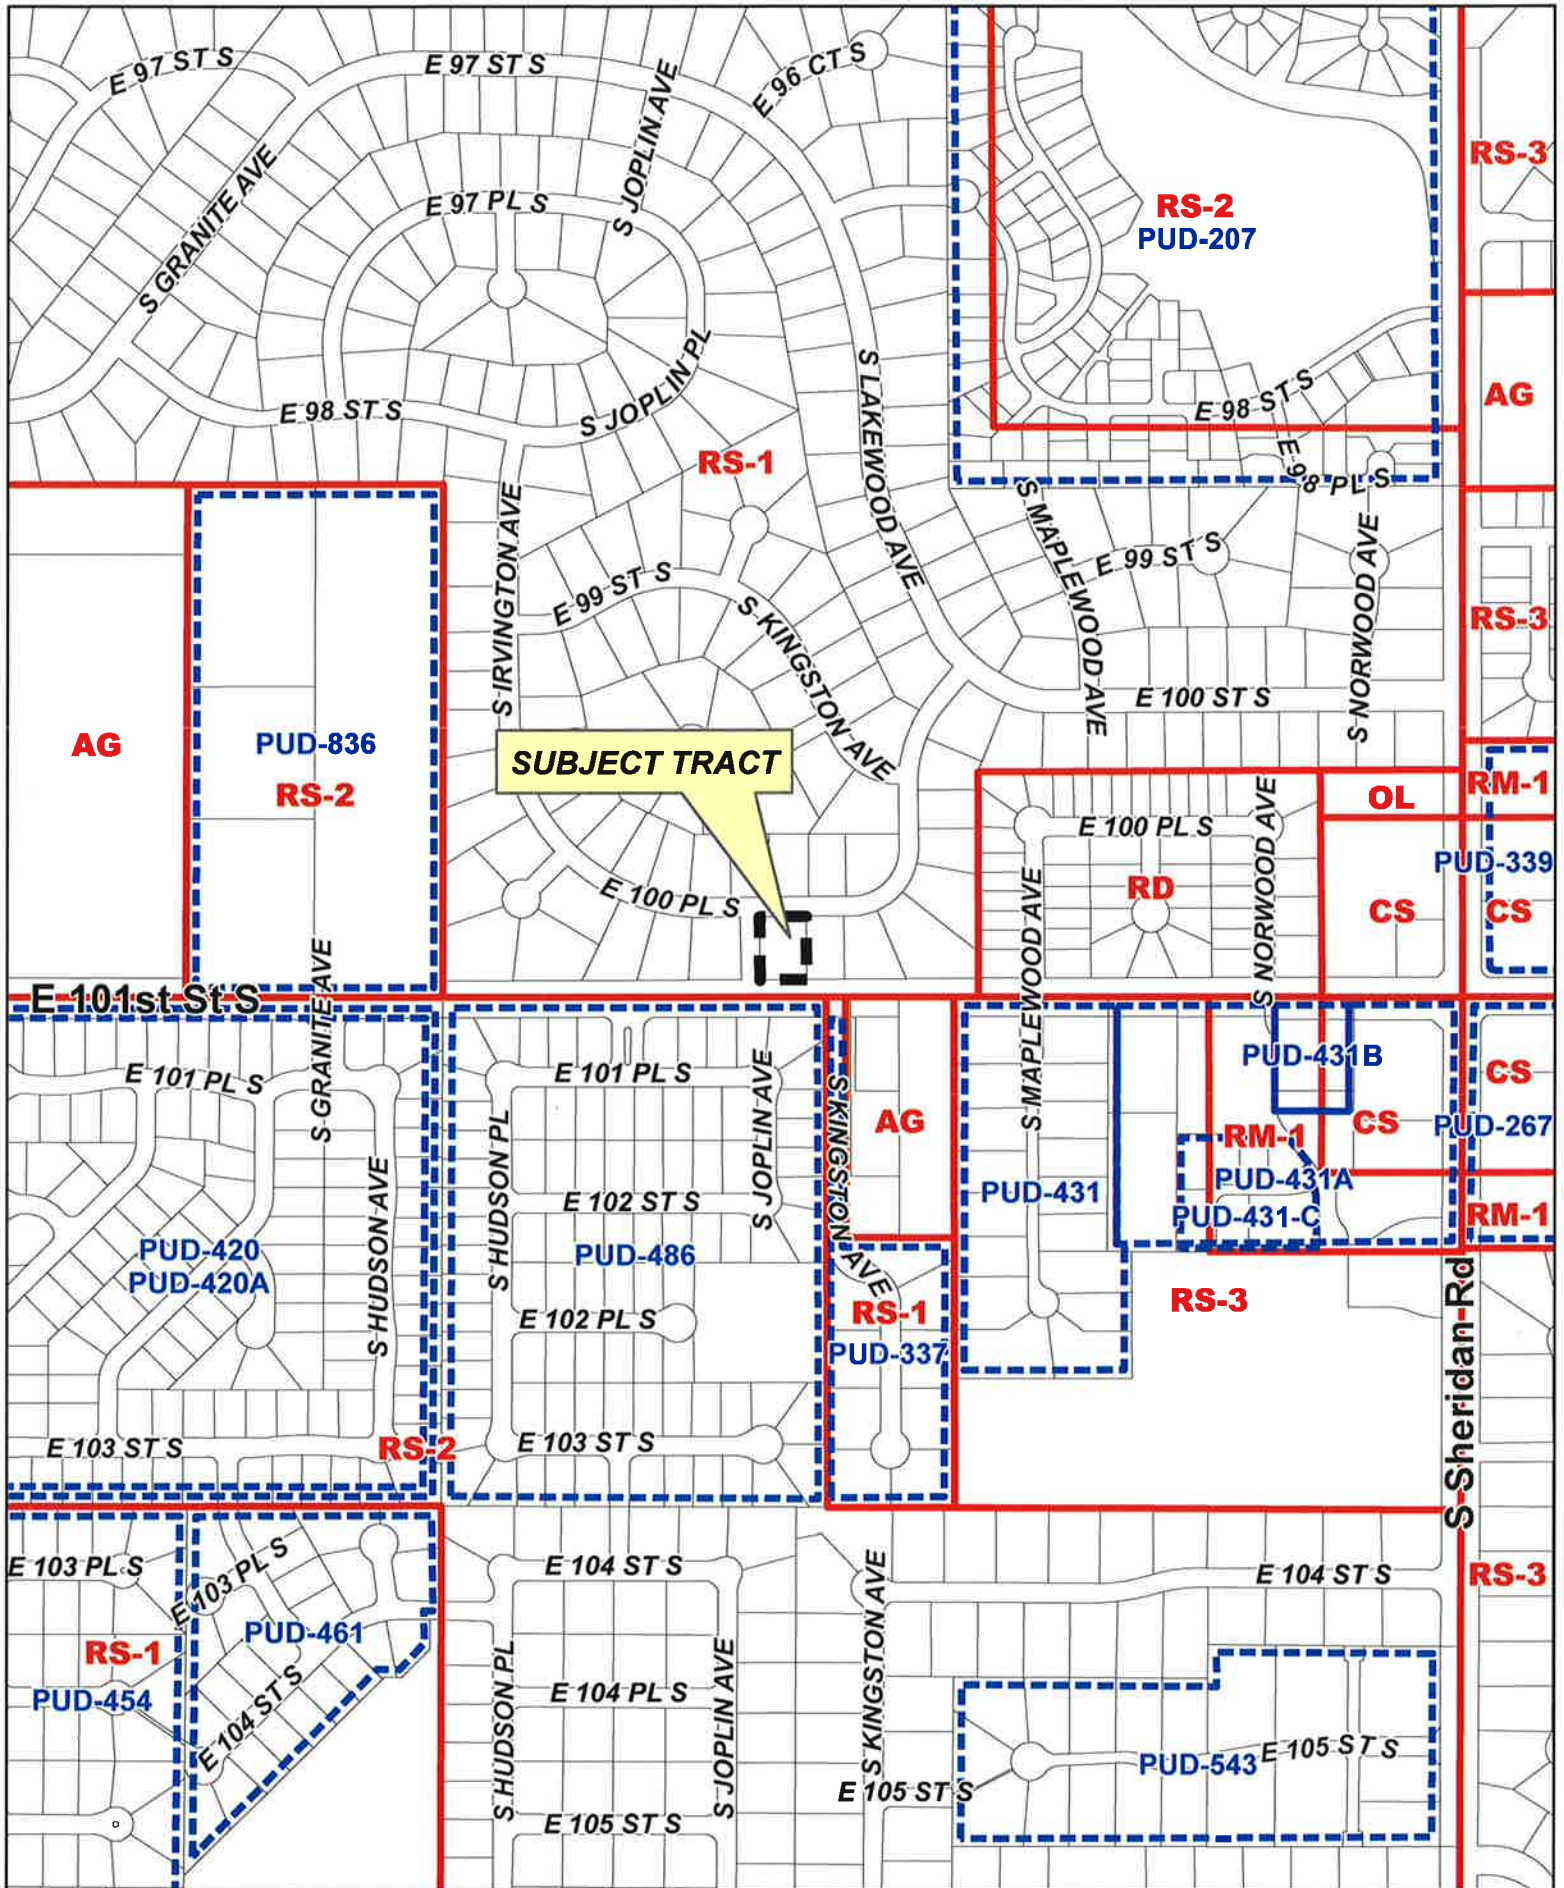 E 97 ST S
E 97 ST S
S JOPLIN AVE
E 96 CT S
RS-3
S GRANITE AVE
E 97 PL S
RS-2
PUD-207
S LAKEWOOD AVE
S JOPLIN PL
E 98 ST S
E 98 ST S
AG
RS-1
E 98 PL S
S IRVINGTON AVE
S MAPLEWOOD AVE
E 99 ST S
S NORWOOD AVE
E 99 ST S
S KINGSTON AVE
RS-3
E 100 ST S
AG
PUD-836
RS-2
SUBJECT TRACT
RM-1
OL
E 100 PL S
S NORWOOD AVE
PUD-339
RD
CS
CS
E 100 PL S
S MAPLEWOOD AVE
S GRANITE AVE
E 101st St S
PUD-431B
E 101 PL S
E 101 PL S
S JOPLIN AVE
S KINGSTON AVE
CS
AG
CS
PUD-267
RM-1
S HUDSON PL
S HUDSON AVE
PUD-431A
PUD-431
E 102 ST S
PUD-431-C
RM-1
PUD-420
PUD-420A
PUD-486
RS-3
RS-1
E 102 PL S
PUD-337
S Sheridan Rd
E 103 ST S
RS-2
E 103 ST S
E 103 PL S
E 103 PL S
E 104 ST S
S KINGSTON AVE
E 104 ST S
RS-3
PUD-461
RS-1
PUD-454
E 104 ST S
S HUDSON PL
E 104 PL S
S JOPLIN AVE
E 105 ST S
PUD-543
E 105 ST S
E 105 ST S